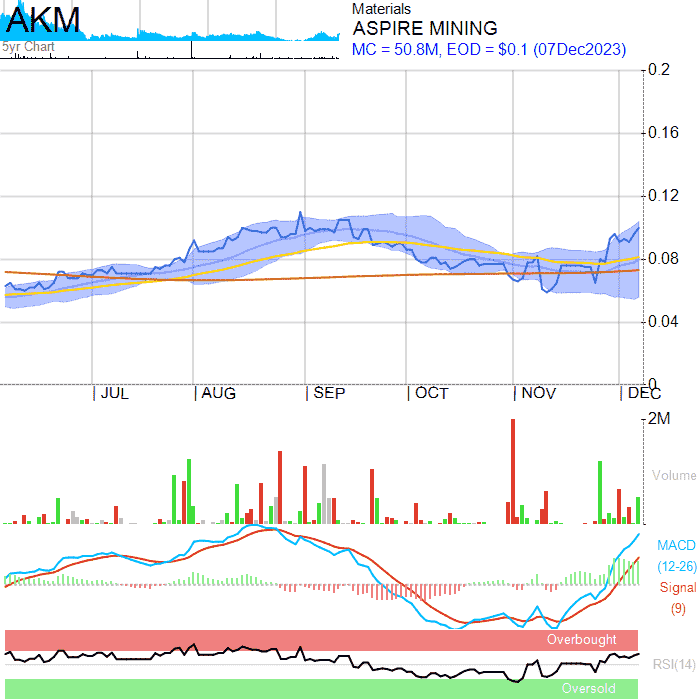 AKM
5yr Chart
Materials
ASPIRE MINING
MC = 50.8M, EOD = $0.1 (07Dec2023)
0.2
0.16
0.12
0.08
0.04
0
JUL AUG SEP OCT NOV DEC
2M
Volume
MACD
(12-26)
Signal
(9)
Overbought
RSI(14)
Oversold